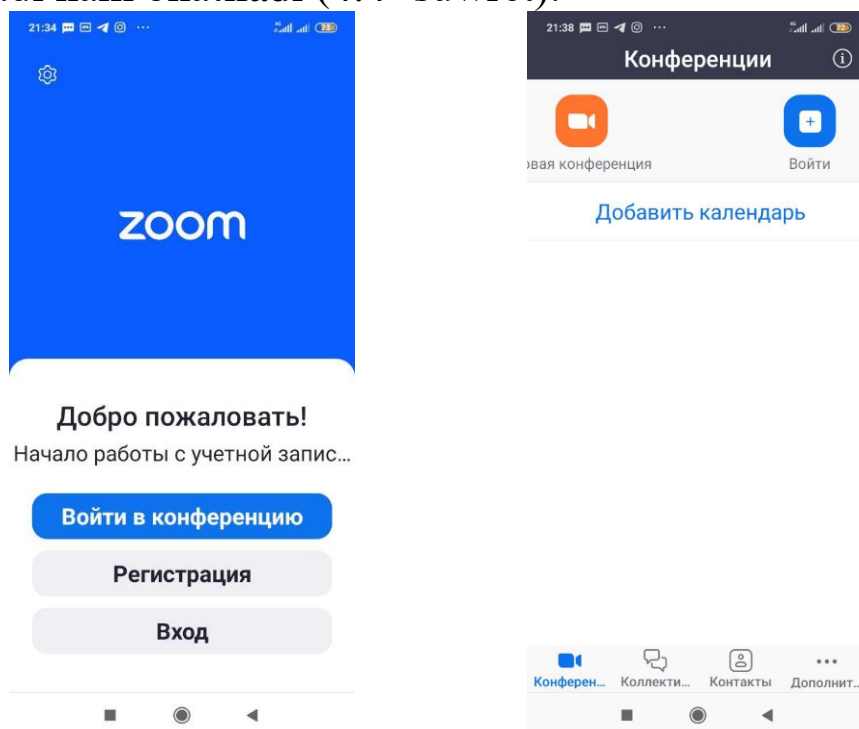 21:34
zoom
Добро пожаловать!
Начало работы с учетной запис...
Войти в конференцию
Регистрация
Вход
21:38
Конференции
овая конференция
Войти
Добавить календарь
Конферен...
Коллекти...
Контакты
Дополнит...